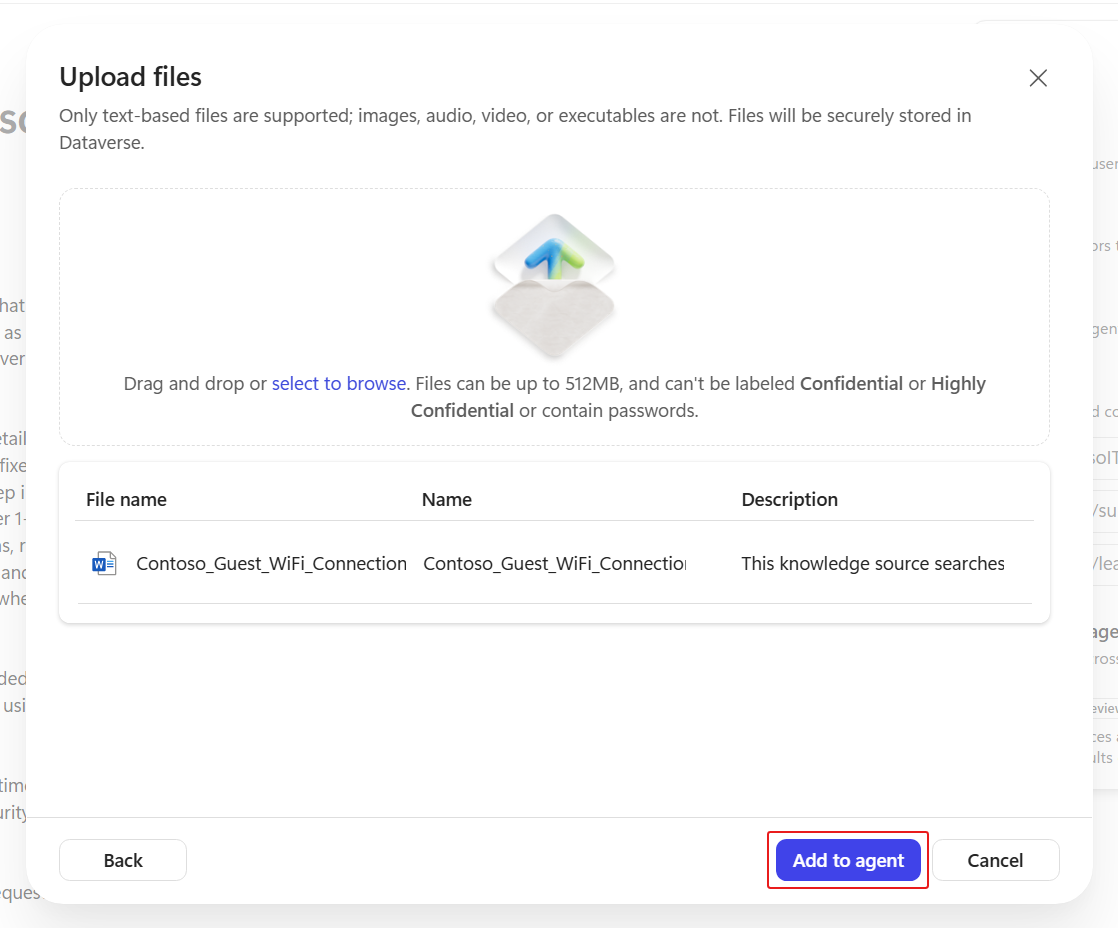 Upload files
Only text-based files are supported; images, audio, video, or executables are not. Files will be securely stored in
Dataverse.
Drag and drop or select to browse. Files can be up to 512MB, and can't be labeled Confidential or Highly
Confidential or contain passwords.
File name Name Description
Contoso_Guest_WiFi_Connection Contoso_Guest_WiFi_Connection This knowledge source searches
Back Add to agent Cancel